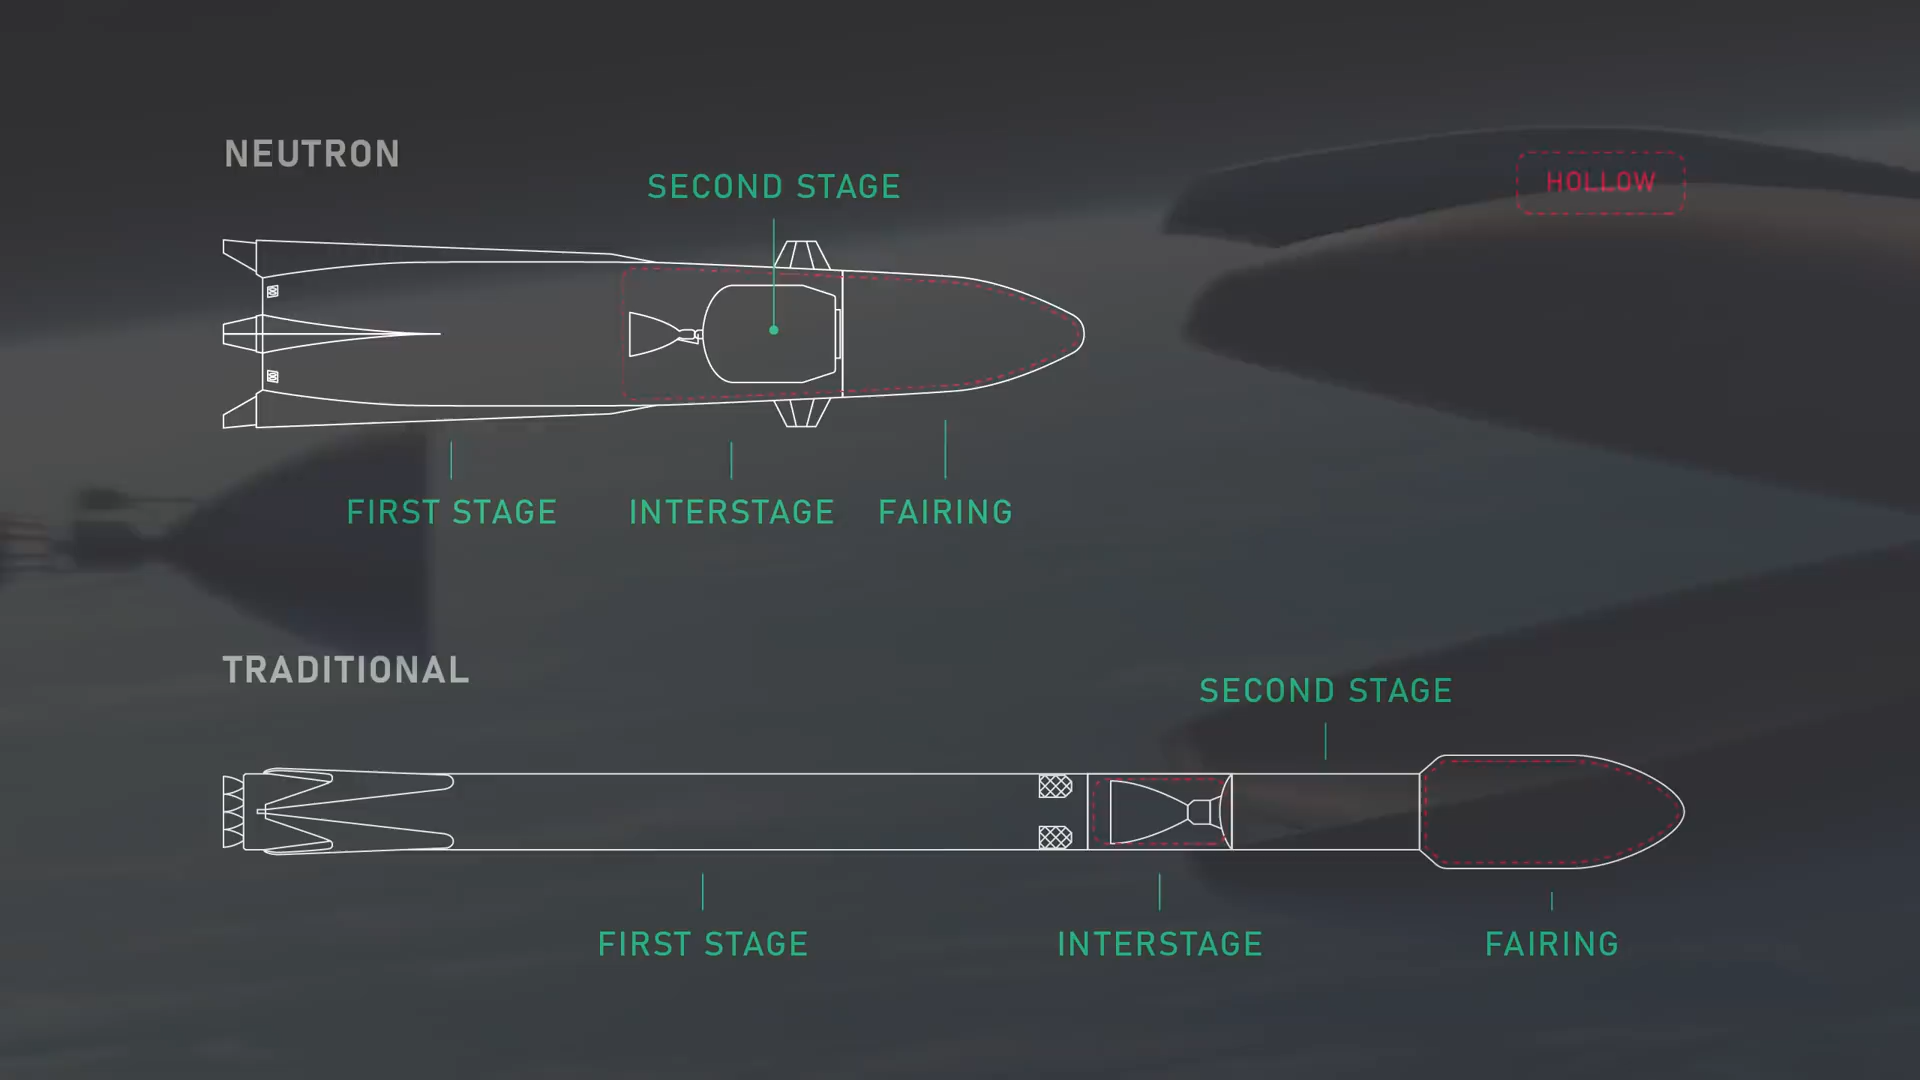 NEUTRON
SECOND STAGE
HOLLOW
FIRST STAGE
INTERSTAGE
FAIRING
TRADITIONAL
SECOND STAGE
FIRST STAGE
INTERSTAGE
FAIRING